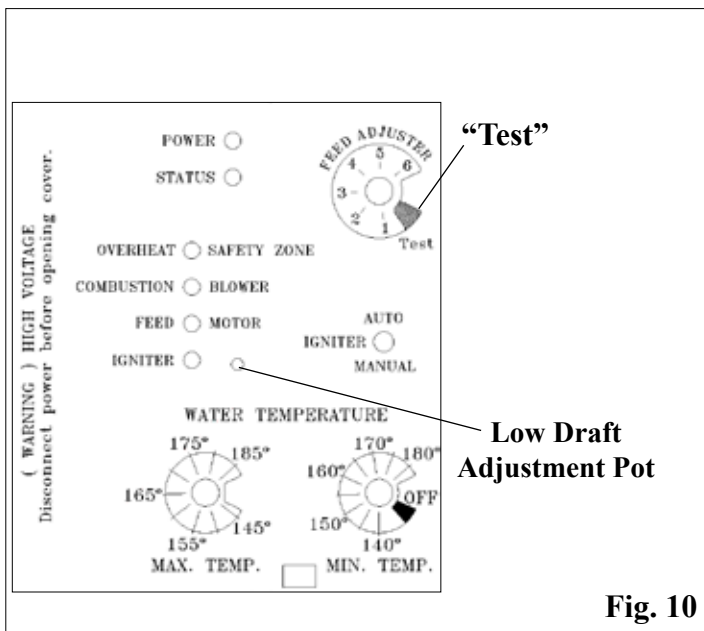 POWER
STATUS
FEED ADJUSTER
1 2 3 4 5 6
Test
"Test"
( WARNING ) HIGH VOLTAGE
Disconnect power before opening cover.
OVERHEAT SAFETY ZONE
COMBUSTION BLOWER
FEED MOTOR
IGNITER
AUTO
IGNITER
MANUAL
Low Draft
Adjustment Pot
WATER TEMPERATURE
175° 185°
165°
155° 145°
MAX. TEMP.
170° 180°
160° OFF
150°
140°
MIN. TEMP.
Fig. 10